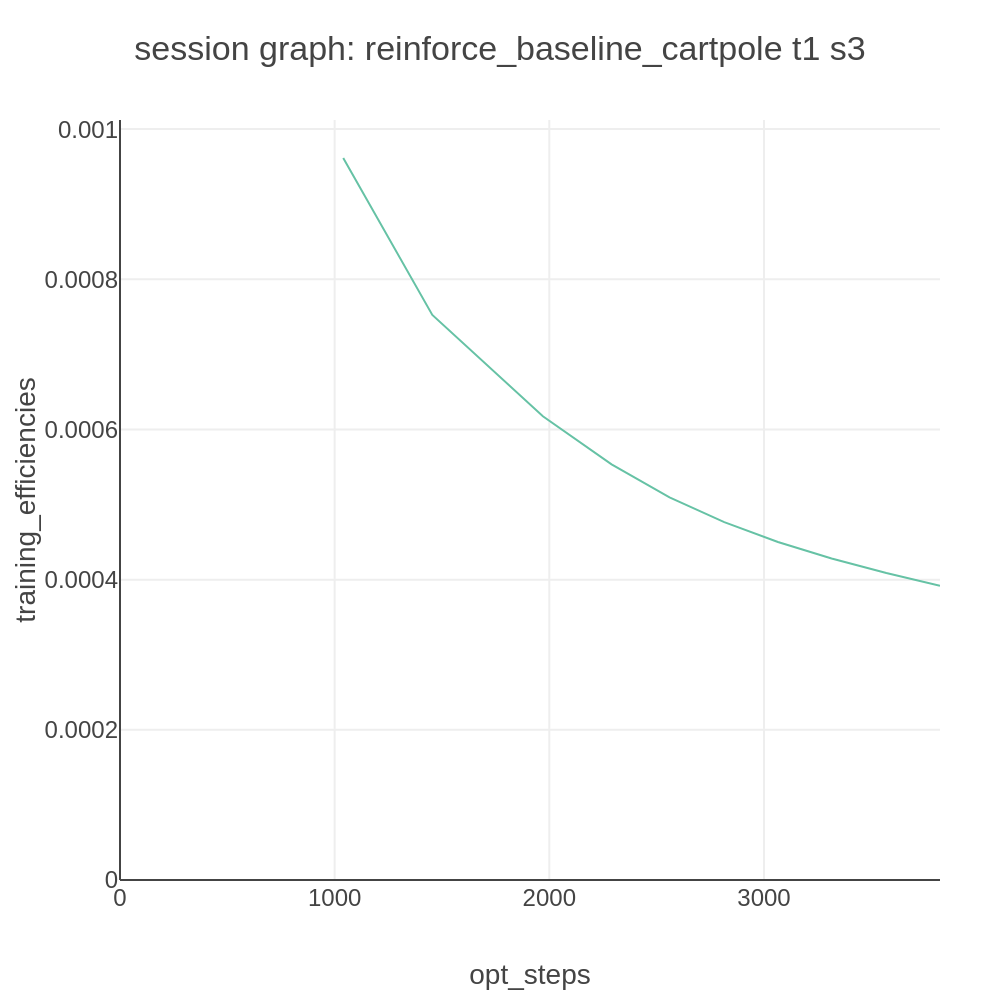 session graph: reinforce_baseline_cartpole t1 s3
training_efficiencies
0.001
0.0008
0.0006
0.0004
0.0002
0
0 1000 2000 3000
opt_steps